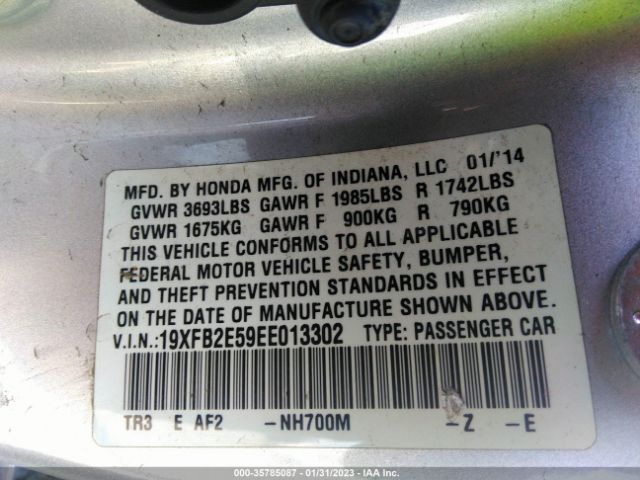 MFD. BY HONDA MFG. OF INDIANA, LLC 01/'14
GVWR 3693LBS GAWR F 1985LBS R 1742LBS
GVWR 1675KG GAWR F 900KG R 790KG
THIS VEHICLE CONFORMS TO ALL APPLICABLE
FEDERAL MOTOR VEHICLE SAFETY, BUMPER,
AND THEFT PREVENTION STANDARDS IN EFFECT
ON THE DATE OF MANUFACTURE SHOWN ABOVE.
V.I.N.:19XFB2E59EE013302 TYPE: PASSENGER CAR
TR3 E AF2 -NH700M -Z -E
000-35785087 - 01/31/2023 - IAA Inc.